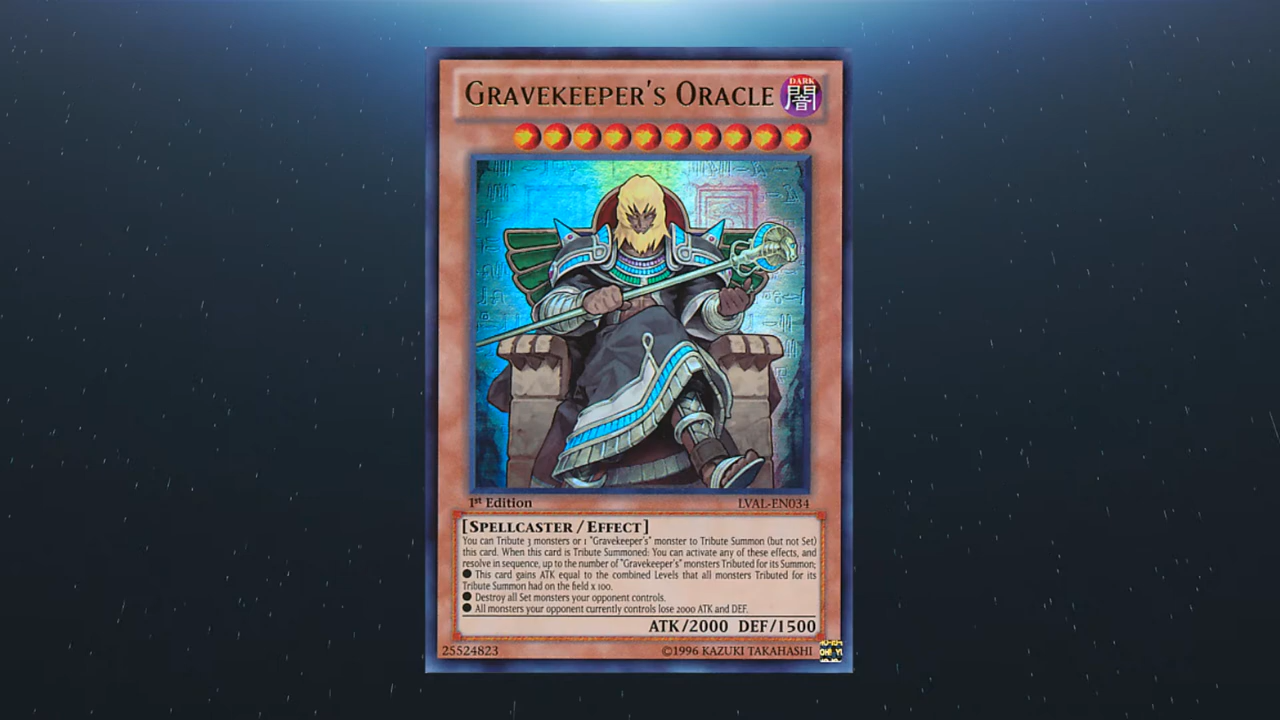 GRAVEKEEPER'S ORACLE
DARK
闇
1st Edition
LVAL-EN034
[SPELLCASTER/EFFECT]
You can Tribute 3 monsters or 1 "Gravekeeper's" monster to Tribute Summon (but not Set)
this card. When this card is Tribute Summoned: You can activate any of these effects, and
resolve in sequence, up to the number of "Gravekeeper's" monsters Tributed for its Summon;
● This card gains ATK equal to the combined Levels that all monsters Tributed for its
Tribute Summon had on the field x 100.
● Destroy all Set monsters your opponent controls.
● All monsters your opponent currently controls lose 2000 ATK and DEF.
ATK/2000 DEF/1500
25524823
©1996 KAZUKI TAKAHASHI